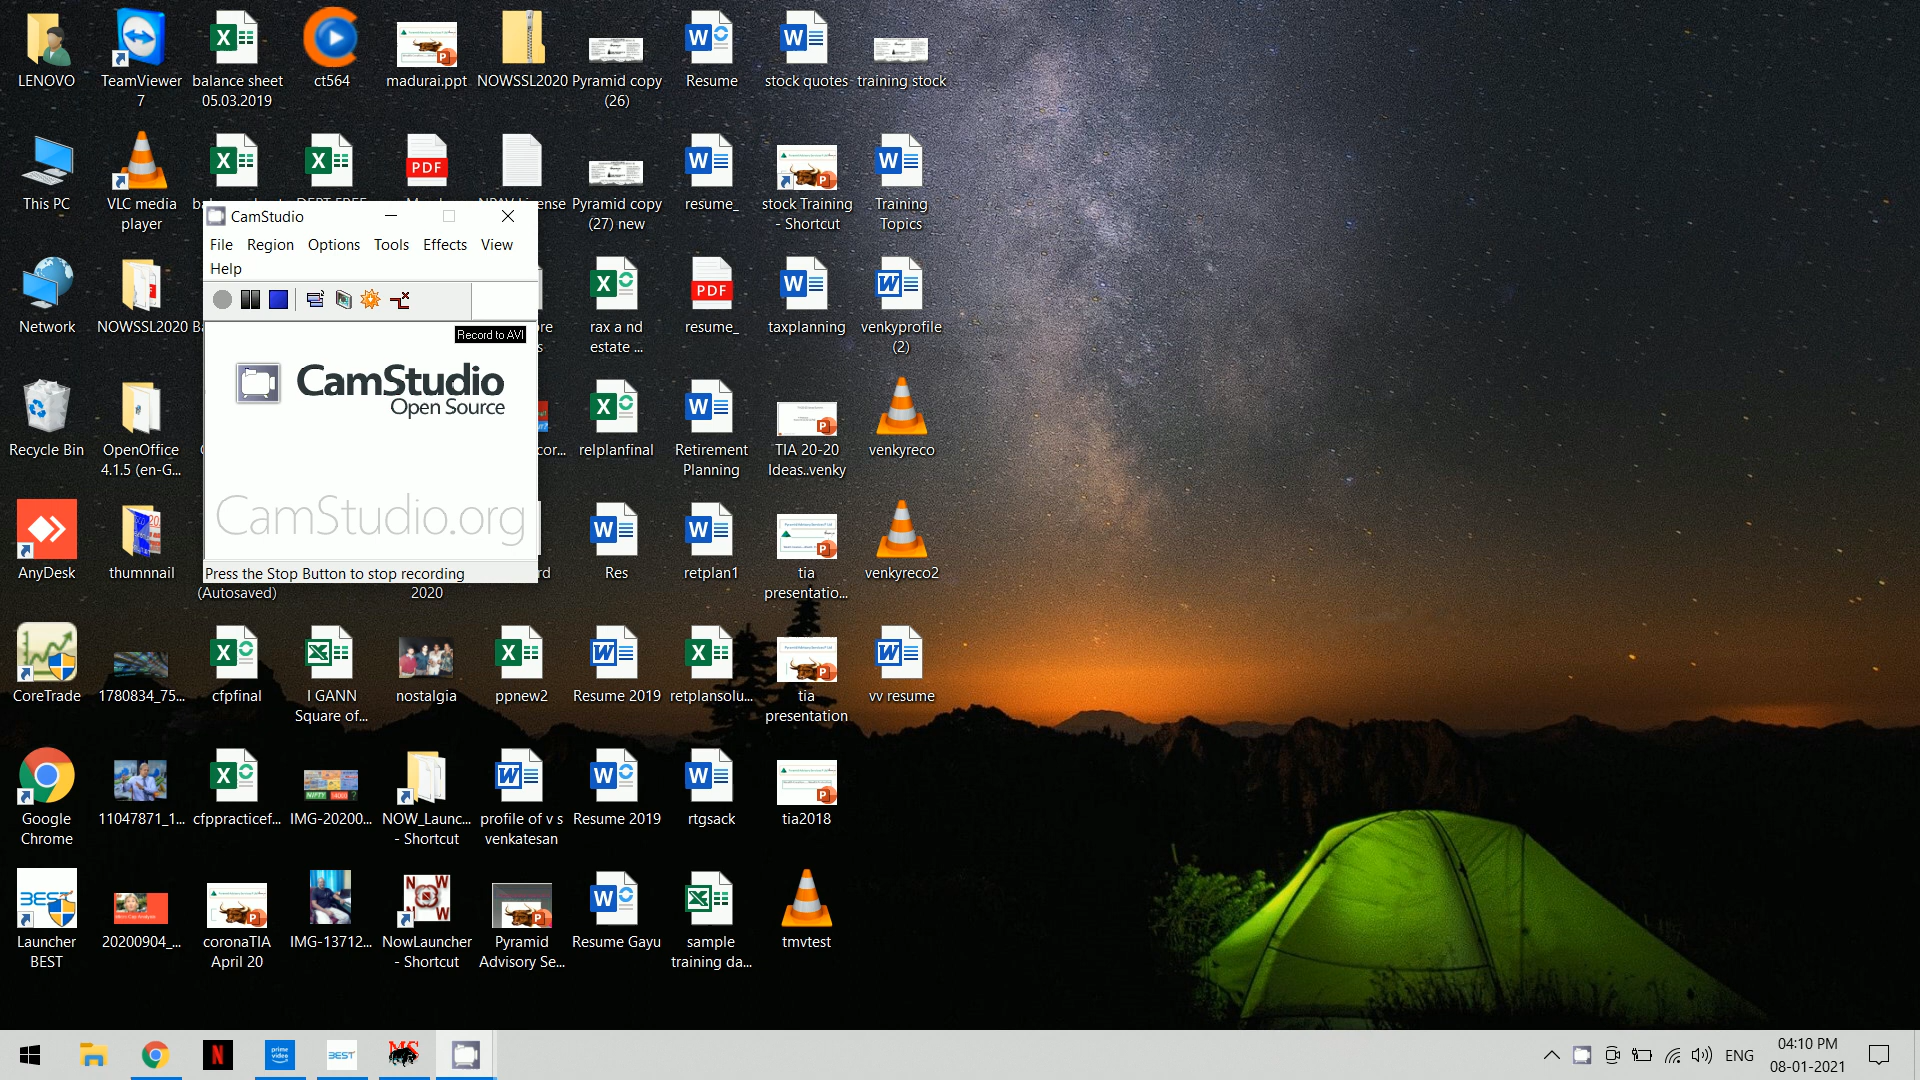 LENOVO
TeamViewer
7
balance sheet
05.03.2019
ct564
madurai.ppt
NOWSSL2020
Pyramid copy
(26)
Resume
stock quotes
training stock
This PC
VLC media
player
PDF
Pyramid copy
(27) new
resume_
stock Training
- Shortcut
Training
Topics
CamStudio
File Region Options Tools Effects View
Help
Record to AVI
CamStudio
Open Source
CamStudio.org
Press the Stop Button to stop recording
Network
NOWSSL2020
rax a nd
estate ...
PDF
resume_
taxplanning
venkyprofile
(2)
Recycle Bin
OpenOffice
4.1.5 (en-G...
relplanfinal
Retirement
Planning
TIA 20-20
Ideas..venky
venkyreco
AnyDesk
thumnnail
(Autosaved)
2020
Res
retplan1
tia
presentatio...
venkyreco2
CoreTrade
1780834_75...
cfpfinal
I GANN
Square of...
nostalgia
ppnew2
Resume 2019
retplansolu...
tia
presentation
vv resume
Google
Chrome
11047871_1...
cfppracticef...
IMG-20200...
NOW_Launc...
- Shortcut
profile of v s
venkatesan
Resume 2019
rtgsack
tia2018
BEST
Launcher
BEST
20200904_...
coronaTIA
April 20
IMG-13712...
NowLauncher
- Shortcut
Pyramid
Advisory Se...
Resume Gayu
sample
training da...
tmvtest
N
prime
video
BEST
MS
ENG
04:10 PM
08-01-2021